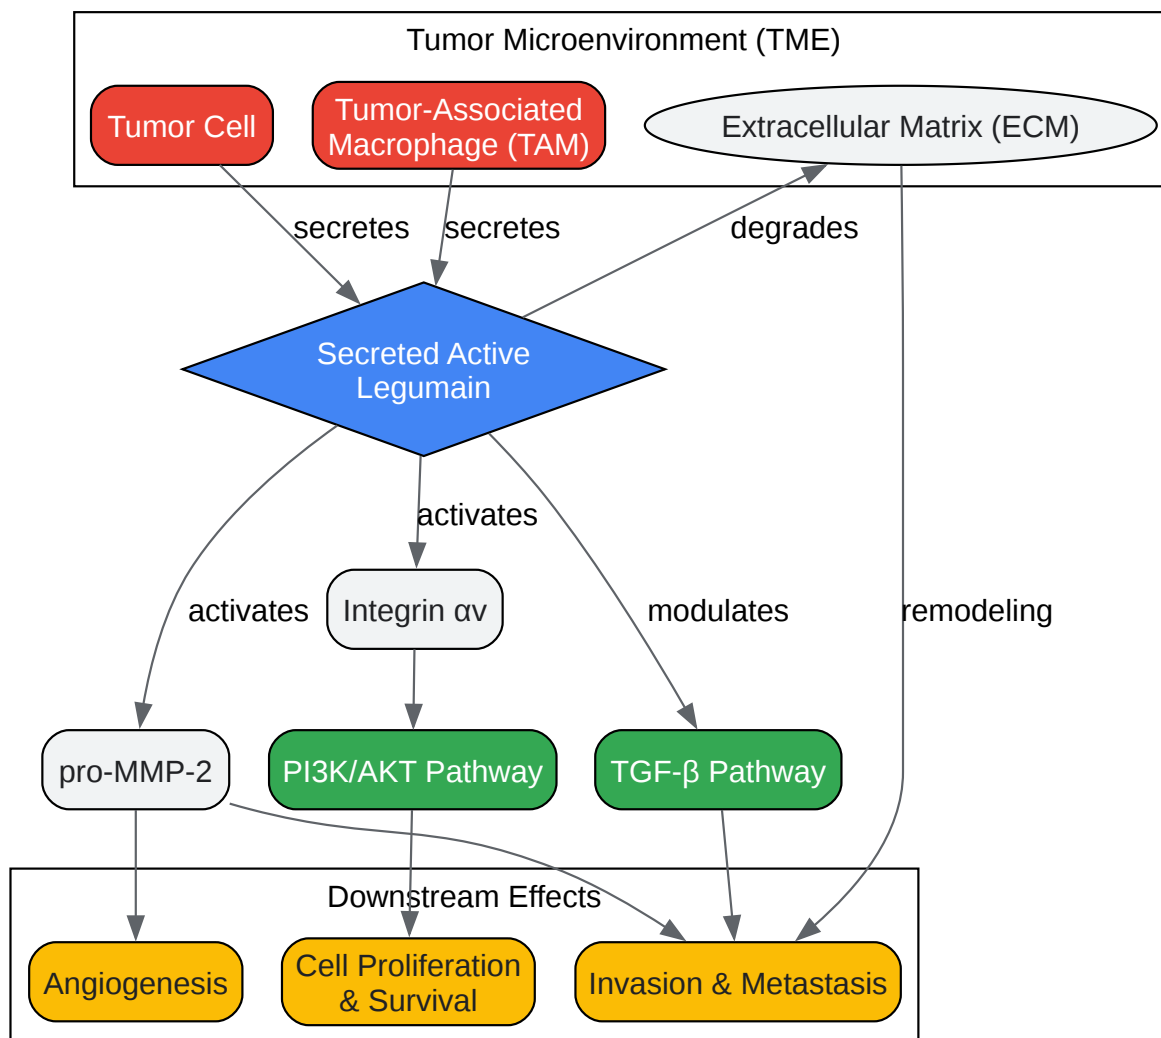 Tumor Microenvironment (TME)
Tumor Cell
Tumor-Associated
Macrophage (TAM)
Extracellular Matrix (ECM)
secretes
secretes
degrades
Secreted Active
Legumain
activates
Integrin αv
activates
modulates
remodeling
pro-MMP-2
PI3K/AKT Pathway
TGF-β Pathway
Downstream Effects
Angiogenesis
Cell Proliferation
& Survival
Invasion & Metastasis